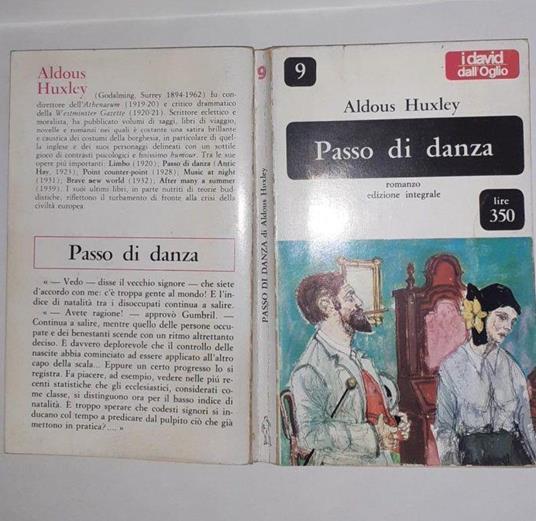 Aldous
Huxley
(Godalming, Surrey 1894-1962) fu con-
direttore dell'Athenaeum (1919-20) e critico drammatico
della Westminster Gazette (1920-21). Scrittore eclettico e
moralista, ha pubblicato volumi di saggi, libri di viaggio,
novelle e romanzi nei quali è costante una satira brillante
e caustica dei costumi della borghesia, in particolare di quel-
la inglese e dei suoi personaggi delineati con un sottile
gioco di contrasti psicologici e finissimo humour. Tra le sue
opere più importanti: Limbo (1920); Passo di danza (Antic
Hay, 1923); Point counter-point (1928); Music at night
(1931); Brave new world (1932); After many a summer
(1939). I suoi ultimi libri, in parte nutriti di teorie bud-
distiche, riflettono il turbamento di fronte alla crisi della
civiltà europea.
Passo di danza
« — Vedo — disse il vecchio signore — che siete
d'accordo con me: c'è troppa gente al mondo! E l'in-
dice di natalità tra i disoccupati continua a salire.
« — Avete ragione! — approvò Gumbril. —
Continua a salire, mentre quello delle persone occu-
pate e dei benestanti scende con un ritmo altrettanto
deciso. È davvero deplorevole che il controllo delle
nascite abbia cominciato ad essere applicato all'altro
capo della scala... Eppure un certo progresso lo si
registra. Fa piacere, ad esempio, vedere nelle più re-
centi statistiche che gli ecclesiastici, considerati co-
me classe, si distinguono ora per il basso indice di
natalità. È troppo sperare che codesti signori si in-
ducano col tempo a predicare dal pulpito ciò che già
mettono in pratica?.... »
9
PASSO DI DANZA di Aldous Huxley
9
i david
dall'Oglio
Aldous Huxley
Passo di danza
romanzo
edizione integrale
lire
350